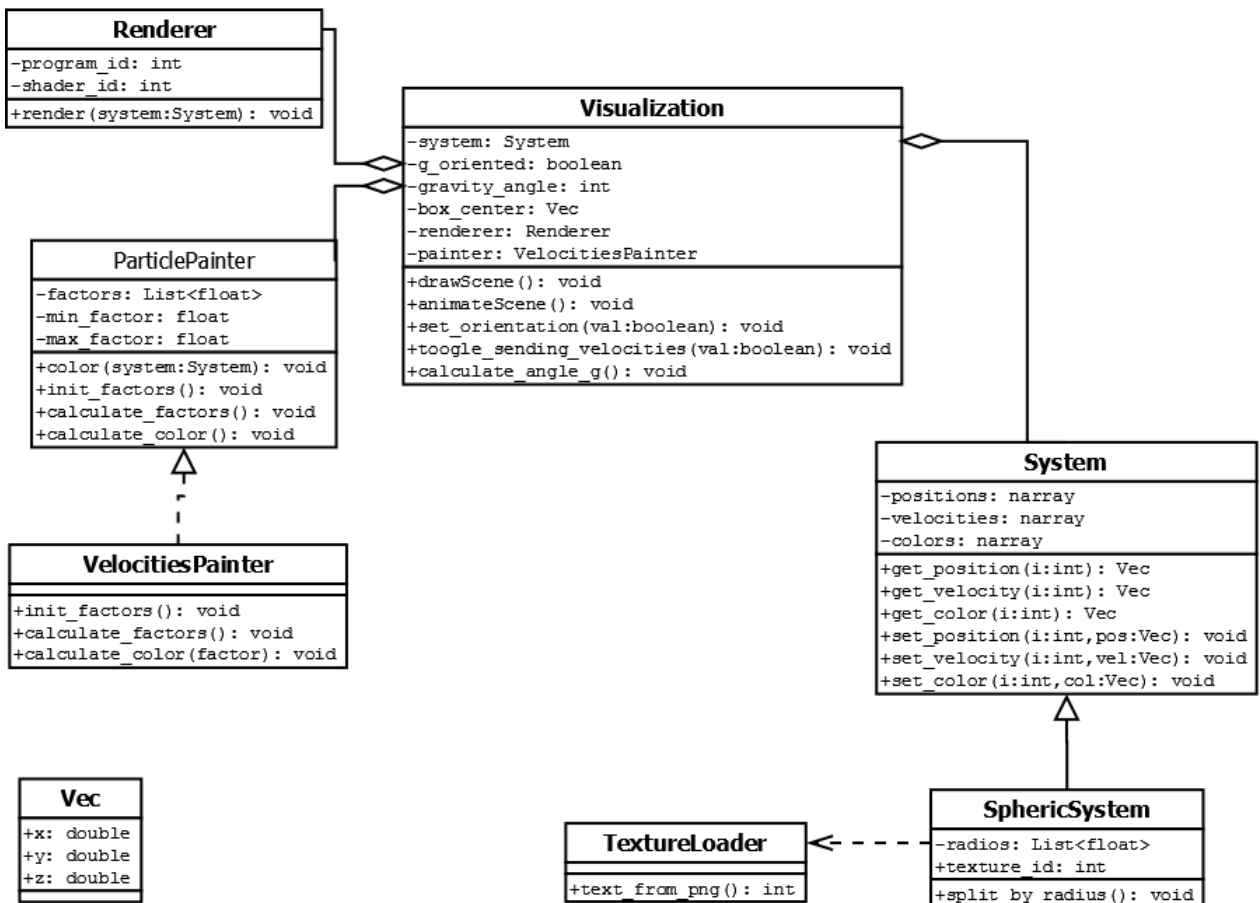 Renderer
-program_id: int
-shader_id: int
+render(system:System): void
Visualization
-system: System
-g_oriented: boolean
-gravity_angle: int
-box_center: Vec
-renderer: Renderer
-painter: VelocitiesPainter
+drawScene(): void
+animateScene(): void
+set_orientation(val:boolean): void
+toogle_sending_velocities(val:boolean): void
+calculate_angle_g(): void
ParticlePainter
-factors: List<float>
-min_factor: float
-max_factor: float
+color(system:System): void
+init_factors(): void
+calculate_factors(): void
+calculate_color(): void
VelocitiesPainter
+init_factors(): void
+calculate_factors(): void
+calculate_color(factor): void
System
-positions: narray
-velocities: narray
-colors: narray
+get_position(i:int): Vec
+get_velocity(i:int): Vec
+get_color(i:int): Vec
+set_position(i:int,pos:Vec): void
+set_velocity(i:int,vel:Vec): void
+set_color(i:int,col:Vec): void
Vec
+x: double
+y: double
+z: double
TextureLoader
+text_from_png(): int
SphericSystem
-radios: List<float>
+texture_id: int
+split_by_radius(): void